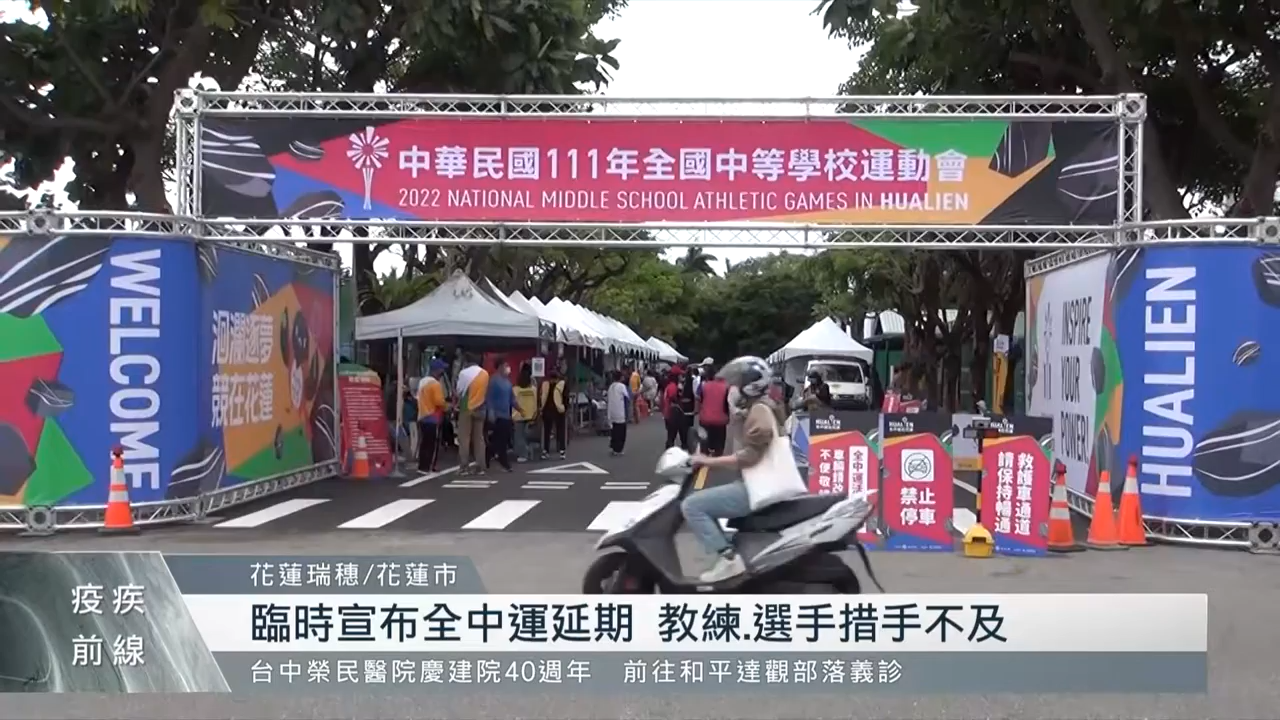 中華民國111年全國中等學校運動會
2022 NATIONAL MIDDLE SCHOOL ATHLETIC GAMES IN HUALIEN
WELCOME
洄瀾遞慶
競在花蓮
INSPIRE
YOUR
POWER!
HUALIEN
禁止
停車
救護車通道
請保持暢通
疫疾
前線
花蓮瑞穗/花蓮市
臨時宣布全中運延期 教練.選手措手不及
台中榮民醫院慶建院40週年 前往和平達觀部落義診